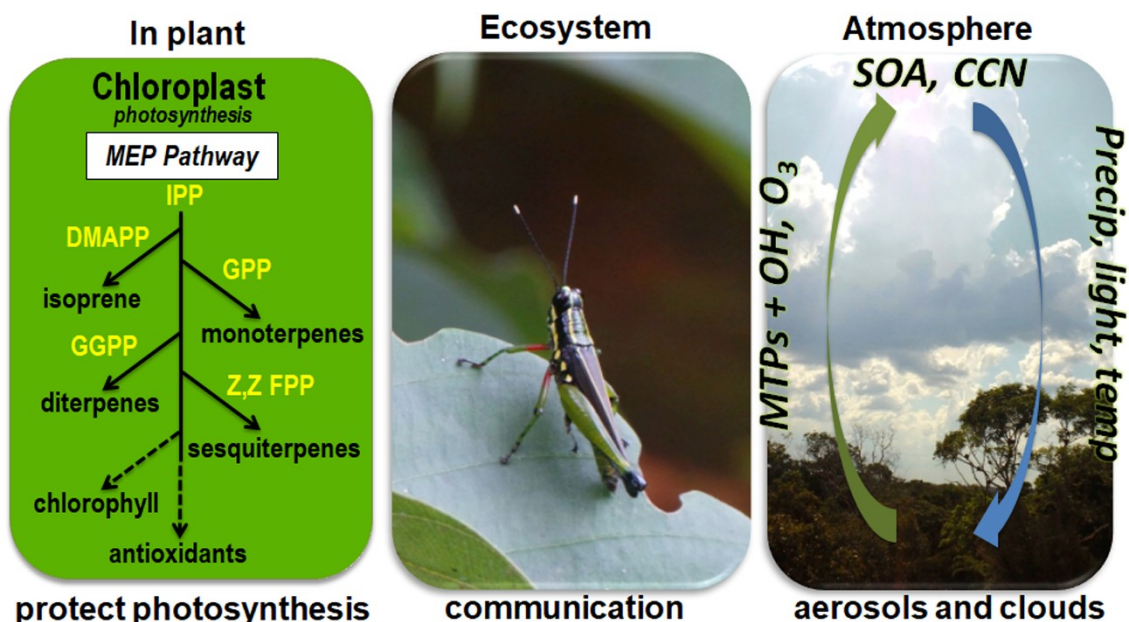 In plant
Chloroplast
photosynthesis
MEP Pathway
IPP
DMAPP
GPP
isoprene
monoterpenes
GGPP
Z,Z FPP
diterpenes
sesquiterpenes
chlorophyll
antioxidants
protect photosynthesis
Ecosystem
communication
Atmosphere
SOA, CCN
MTPs + OH, O₃
Precip, light, temp
aerosols and clouds